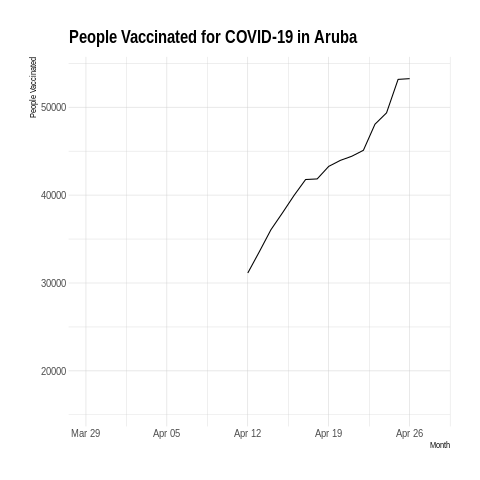 People Vaccinated for COVID-19 in Aruba
People Vaccinated
50000
40000
30000
20000
Mar 29 Apr 05 Apr 12 Apr 19 Apr 26
Month